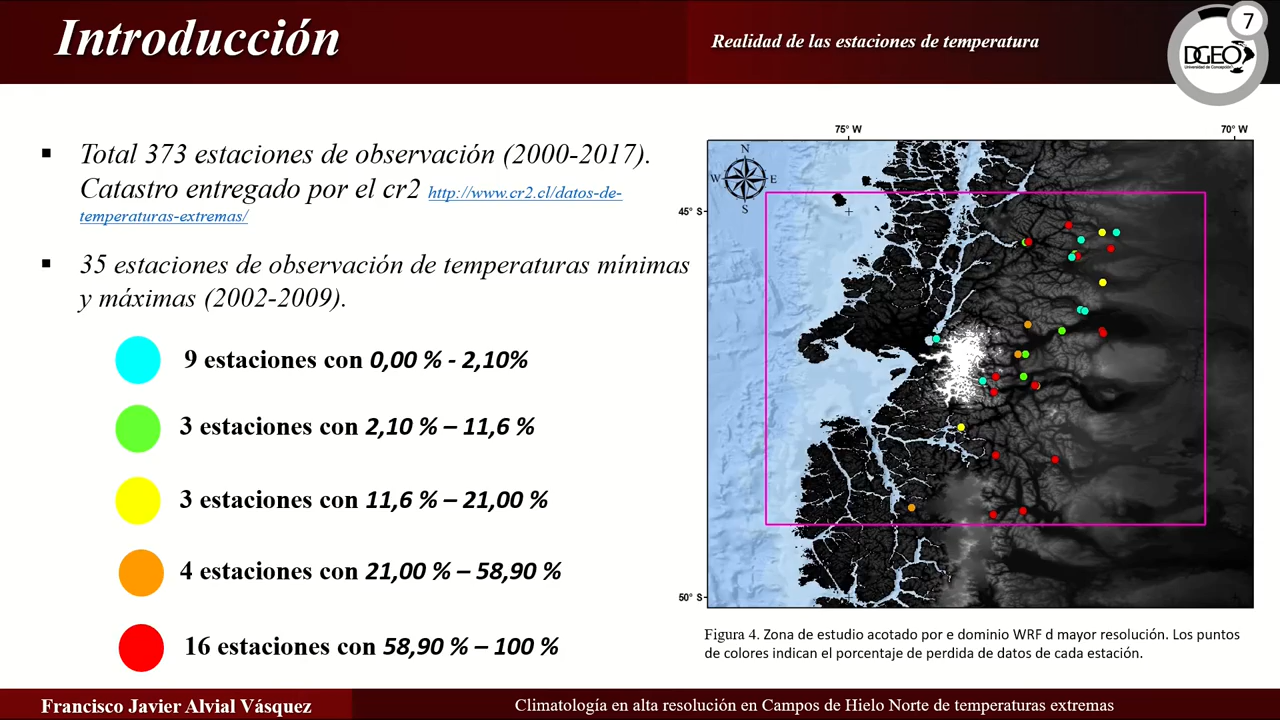 Introducción
Realidad de las estaciones de temperatura
7
DGEO
Universidad de Concepción
▪ Total 373 estaciones de observación (2000-2017).
Catastro entregado por el cr2 http://www.cr2.cl/datos-de-
temperaturas-extremas/
▪ 35 estaciones de observación de temperaturas mínimas
y máximas (2002-2009).
9 estaciones con 0,00 % - 2,10%
3 estaciones con 2,10 % – 11,6 %
3 estaciones con 11,6 % – 21,00 %
4 estaciones con 21,00 % – 58,90 %
16 estaciones con 58,90 % – 100 %
75° W
70° W
N
W
E
S
45° S
50° S
Figura 4. Zona de estudio acotado por e dominio WRF d mayor resolución. Los puntos
de colores indican el porcentaje de perdida de datos de cada estación.
Francisco Javier Alvial Vásquez
Climatología en alta resolución en Campos de Hielo Norte de temperaturas extremas